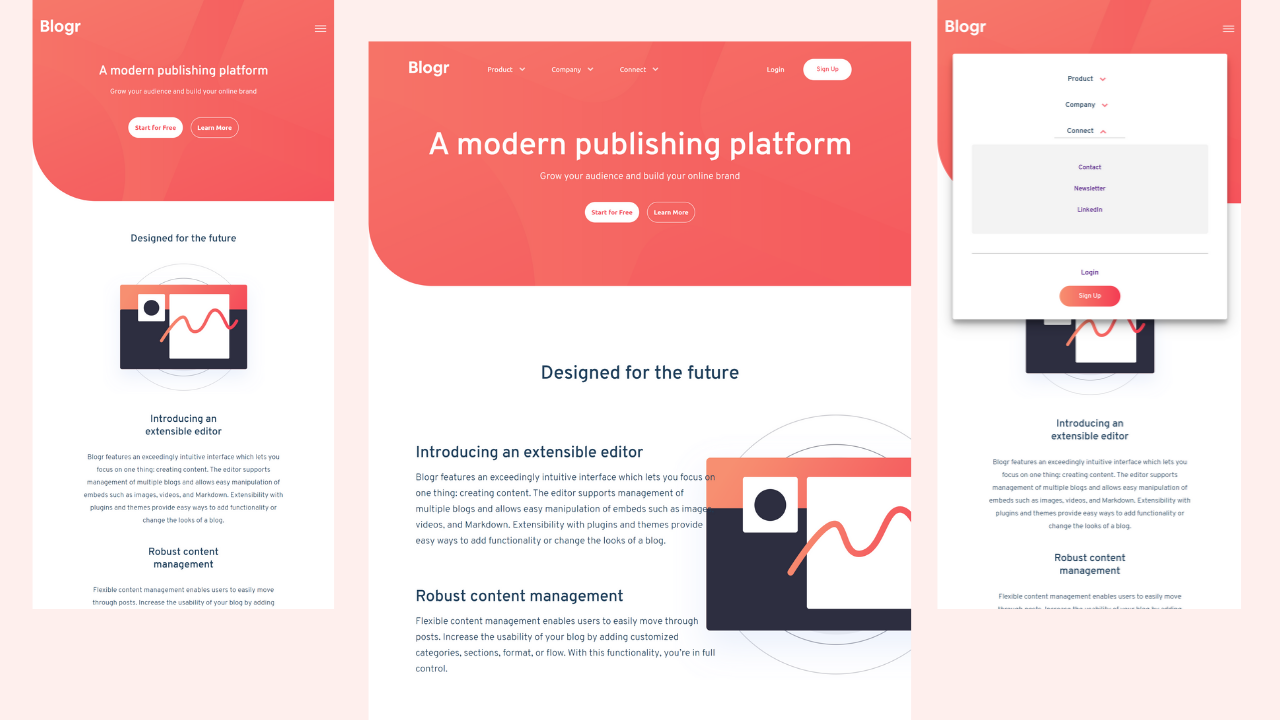 Blogr
A modern publishing platform
Grow your audience and build your online brand
Start for Free Learn More
Designed for the future
Introducing an
extensible editor
Blogr features an exceedingly intuitive interface which lets you
focus on one thing: creating content. The editor supports
management of multiple blogs and allows easy manipulation of
embeds such as images, videos, and Markdown. Extensibility with
plugins and themes provide easy ways to add functionality or
change the looks of a blog.
Robust content
management
Flexible content management enables users to easily move
through posts. Increase the usability of your blog by adding
Blogr Product Company Connect Login Sign Up
A modern publishing platform
Grow your audience and build your online brand
Start for Free Learn More
Designed for the future
Introducing an extensible editor
Blogr features an exceedingly intuitive interface which lets you focus on
one thing: creating content. The editor supports management of
multiple blogs and allows easy manipulation of embeds such as images,
videos, and Markdown. Extensibility with plugins and themes provide
easy ways to add functionality or change the looks of a blog.
Robust content management
Flexible content management enables users to easily move through
posts. Increase the usability of your blog by adding customized
categories, sections, format, or flow. With this functionality, you're in full
control.
Blogr
Product
Company
Connect
Contact
Newsletter
LinkedIn
Login
Sign Up
Introducing an
extensible editor
Blogr features an exceedingly intuitive interface which lets you
focus on one thing: creating content. The editor supports
management of multiple blogs and allows easy manipulation of
embeds such as images, videos, and Markdown. Extensibility with
plugins and themes provide easy ways to add functionality or
change the looks of a blog.
Robust content
management
Flexible content management enables users to easily move
through posts. Increase the usability of your blog by adding